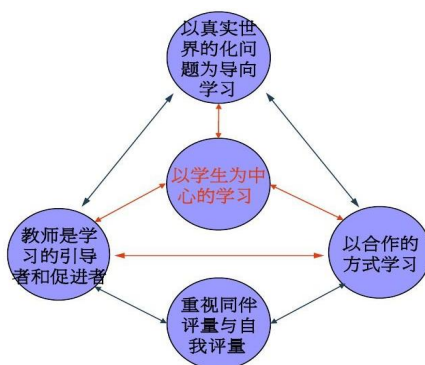 以真实世
界的化问
题为导向
学习
以学生为中
心的学习
教师是学
习的引导
者和促进者
以合作的
方式学习
重视同伴
评量与自
我评量